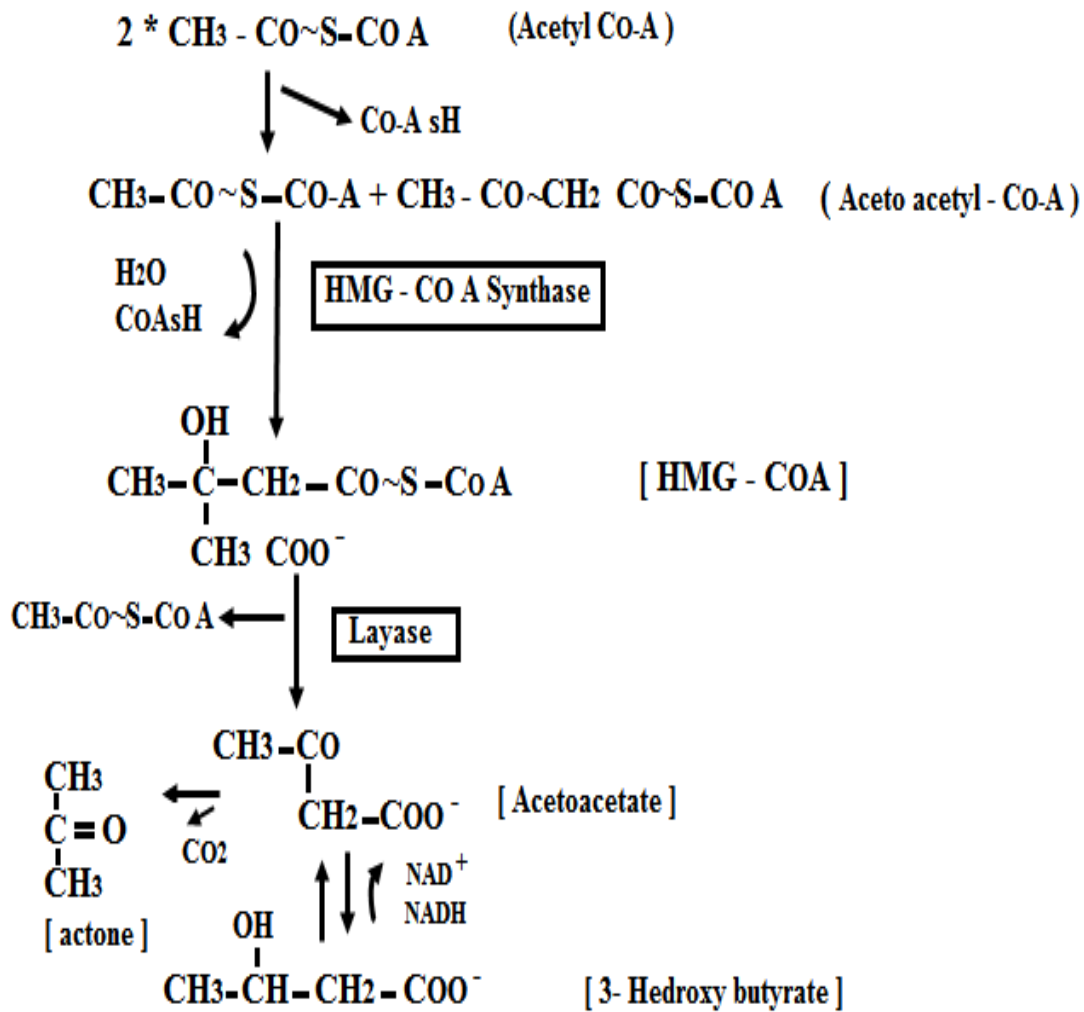 2 * CH3 - CO~S–CO A (Acetyl CO-A )
CO-A sH
CH3–CO~S–CO-A + CH3 - CO~CH2 CO~S–CO A ( Aceto acetyl - CO-A )
H2O
COAsH
HMG - CO A Synthase
OH
CH3–C–CH2–CO~S–CO A [ HMG - COA ]
CH3 COO⁻
CH3–CO~S–CO A
Layase
CH3–CO
CH2–COO⁻ [ Acetoacetate ]
CH3
C=O
CH3
[ actone ]
CO2
NAD⁺
NADH
OH
CH3–CH–CH2–COO⁻ [ 3- Hedroxy butyrate ]